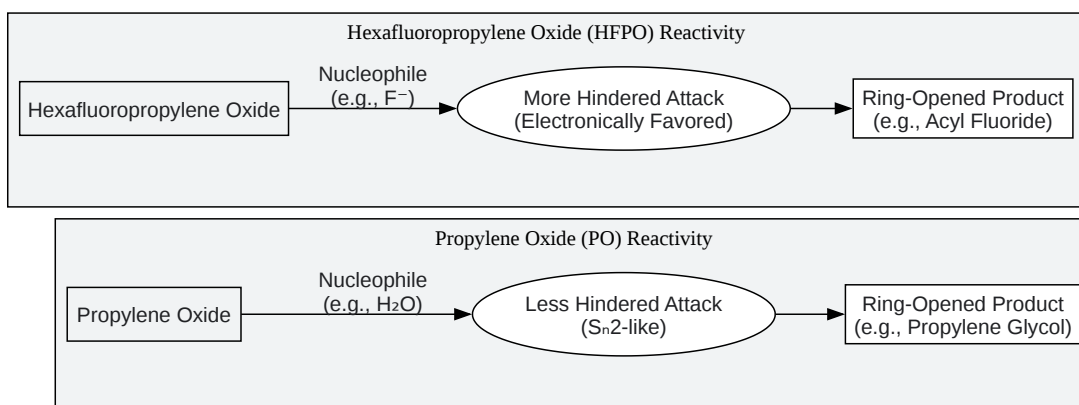 Hexafluoropropylene Oxide (HFPO) Reactivity
Hexafluoropropylene Oxide
Nucleophile
(e.g., F⁻)
More Hindered Attack
(Electronically Favored)
Ring-Opened Product
(e.g., Acyl Fluoride)
Propylene Oxide (PO) Reactivity
Propylene Oxide
Nucleophile
(e.g., H₂O)
Less Hindered Attack
(Sₙ2-like)
Ring-Opened Product
(e.g., Propylene Glycol)